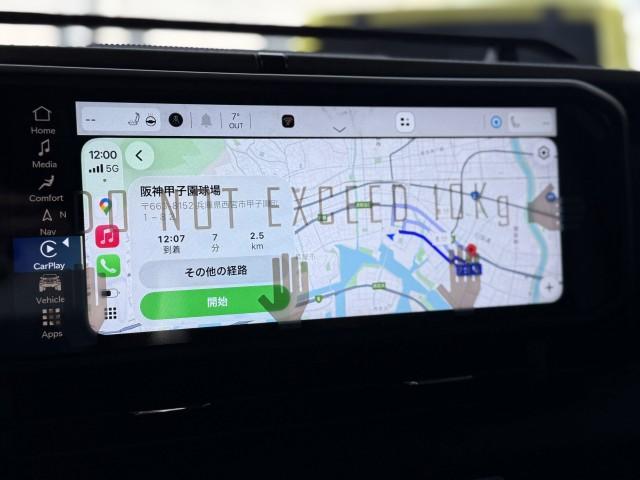 Home
Media
Comfort
Nav
N
CarPlay
Vehicle
Apps
--
7°
OUT
--
12:00
5G
阪神甲子園球場
〒663-8152 兵庫県西宮市甲子園町
1-82
12:07
到着
7
分
2.5
km
その他の経路
開始
DO NOT EXCEED 10Kg